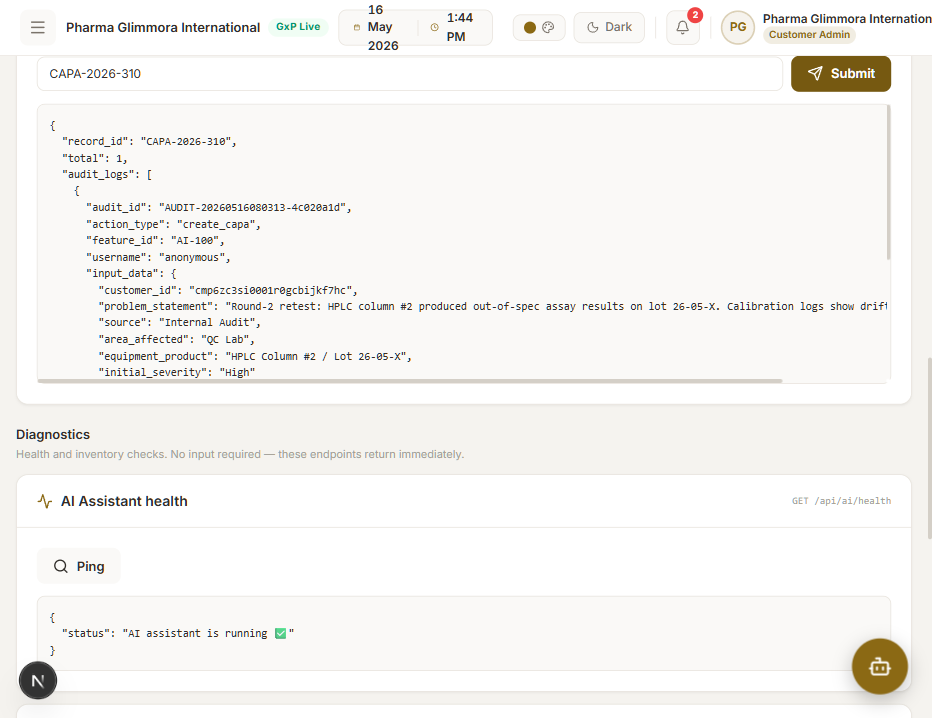 Pharma Glimmora International
GxP Live
16
May
2026
1:44
PM
Dark
2
PG
Pharma Glimmora Internation
Customer Admin
CAPA-2026-310
Submit
{
"record_id": "CAPA-2026-310",
"total": 1,
"audit_logs": [
{
"audit_id": "AUDIT-20260516080313-4c020a1d",
"action_type": "create_capa",
"feature_id": "AI-100",
"username": "anonymous",
"input_data": {
"customer_id": "cmp6zc3si0001r0gcbijkf7hc",
"problem_statement": "Round-2 retest: HPLC column #2 produced out-of-spec assay results on lot 26-05-X. Calibration logs show drift
"source": "Internal Audit",
"area_affected": "QC Lab",
"equipment_product": "HPLC Column #2 / Lot 26-05-X",
"initial_severity": "High"
Diagnostics
Health and inventory checks. No input required — these endpoints return immediately.
AI Assistant health
GET /api/ai/health
Ping
{
"status": "AI assistant is running ✅"
}
N